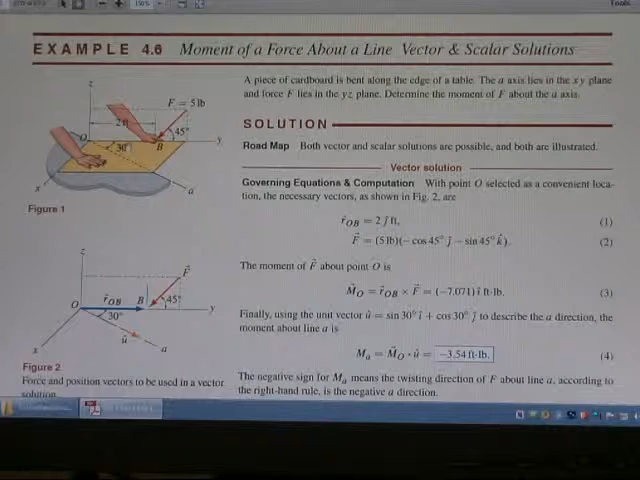 EXAMPLE 4.6 Moment of a Force About a Line Vector & Scalar Solutions
z
F = 5 lb
2 ft
45°
O
30°
B
y
x
a
Figure 1
A piece of cardboard is bent along the edge of a table. The a axis lies in the xy plane
and force F lies in the yz plane. Determine the moment of F about the a axis.
SOLUTION
Road Map Both vector and scalar solutions are possible, and both are illustrated.
Vector solution
Governing Equations & Computation With point O selected as a convenient loca-
tion, the necessary vectors, as shown in Fig. 2, are
r⃗OB = 2 ĵ ft, (1)
F⃗ = (5 lb)(− cos 45° ĵ − sin 45° k̂). (2)
The moment of F⃗ about point O is
M⃗O = r⃗OB × F⃗ = (−7.071) î ft·lb. (3)
Finally, using the unit vector û = sin 30° î + cos 30° ĵ to describe the a direction, the
moment about line a is
Ma = M⃗O · û = −3.54 ft·lb. (4)
The negative sign for Ma means the twisting direction of F about line a, according to
the right-hand rule, is the negative a direction.
z
F⃗
O
r⃗OB
B
45°
y
30°
û
x
a
Figure 2
Force and position vectors to be used in a vector
solution.
Tools